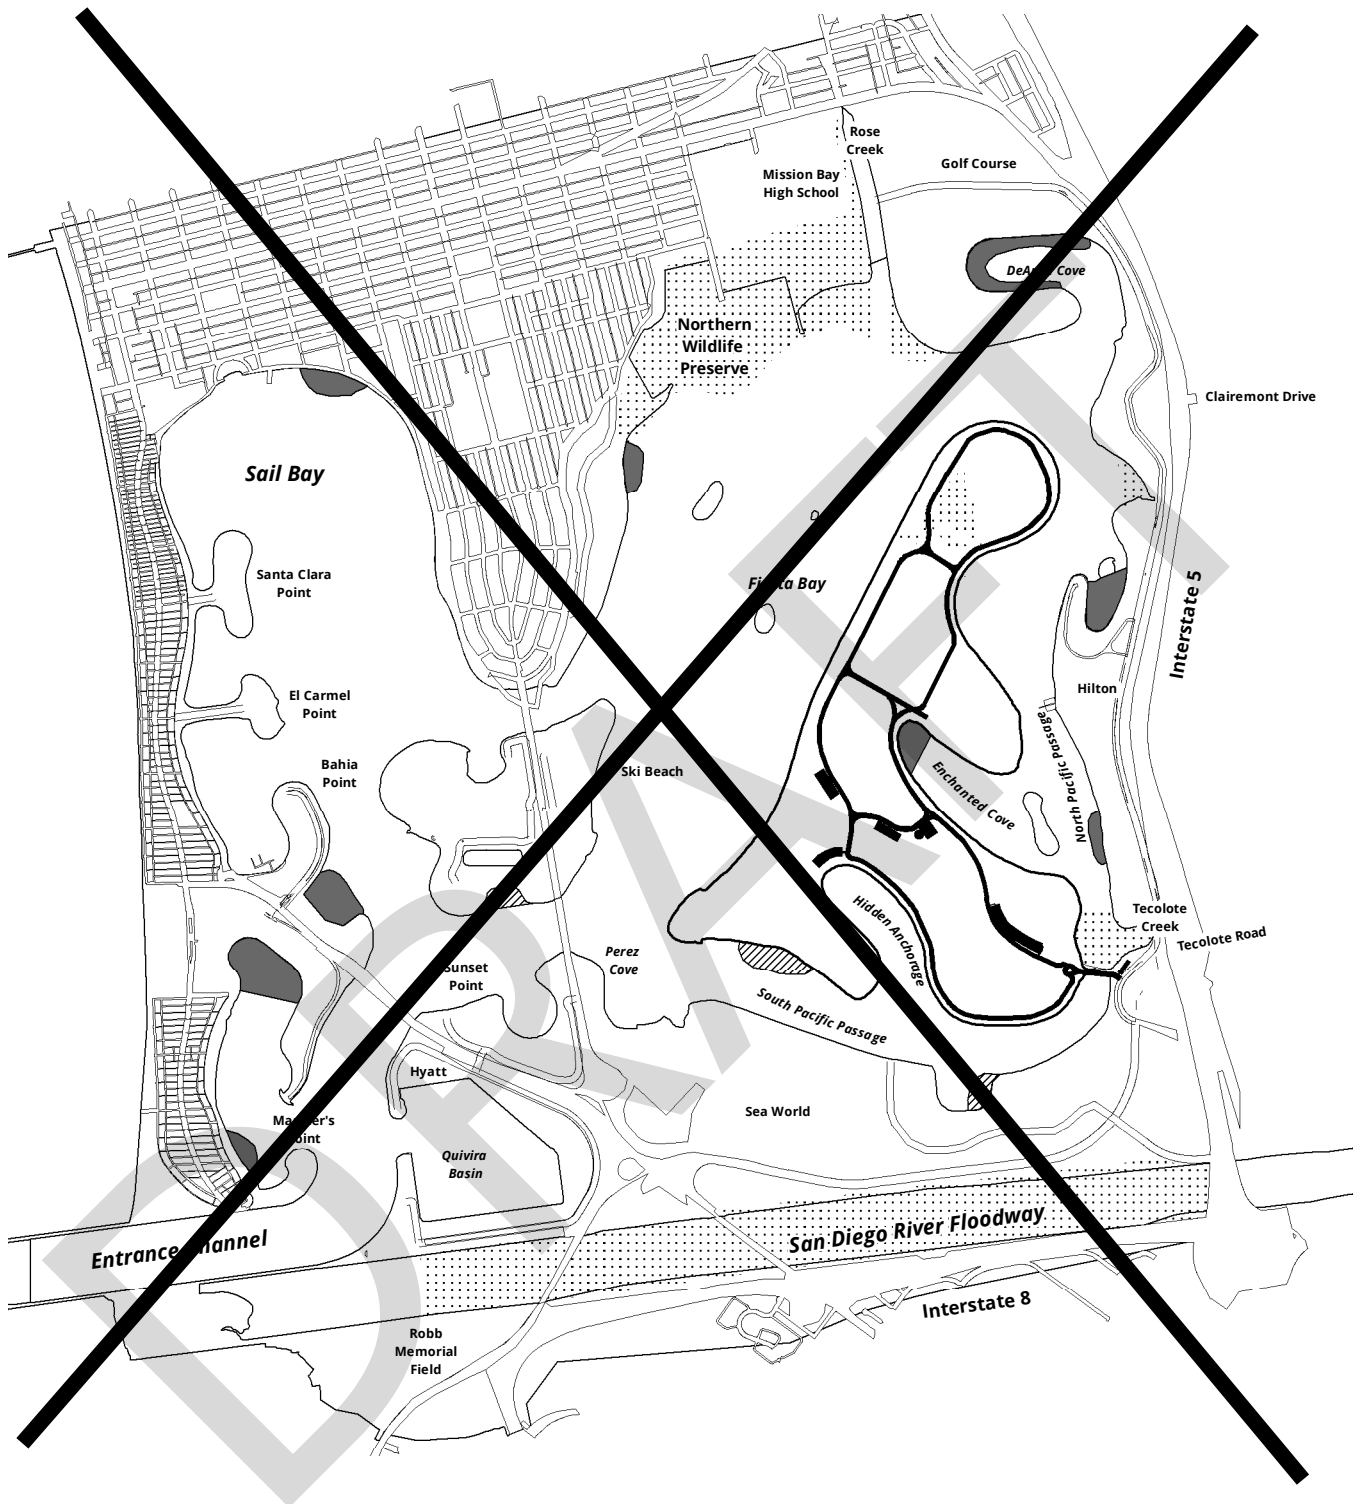 Rose
Creek
Golf Course
Mission Bay
High School
Cove
Northern
Wildlife
Preserve
Clairemont Drive
Sail Bay
Santa Clara
Point
Bay
Interstate 5
El Carmel
Point
Hilton
North Pacific Passage
Bahia
Point
Ski Beach
Enchanted Cove
Hidden Anchorage
Tecolote
Creek
Tecolote Road
Perez
Cove
Sunset
Point
South Pacific Passage
Hyatt
Sea World
Point
Quivira
Basin
Entrance Channel
San Diego River Floodway
Interstate 8
Robb
Memorial
Field
DRAFT